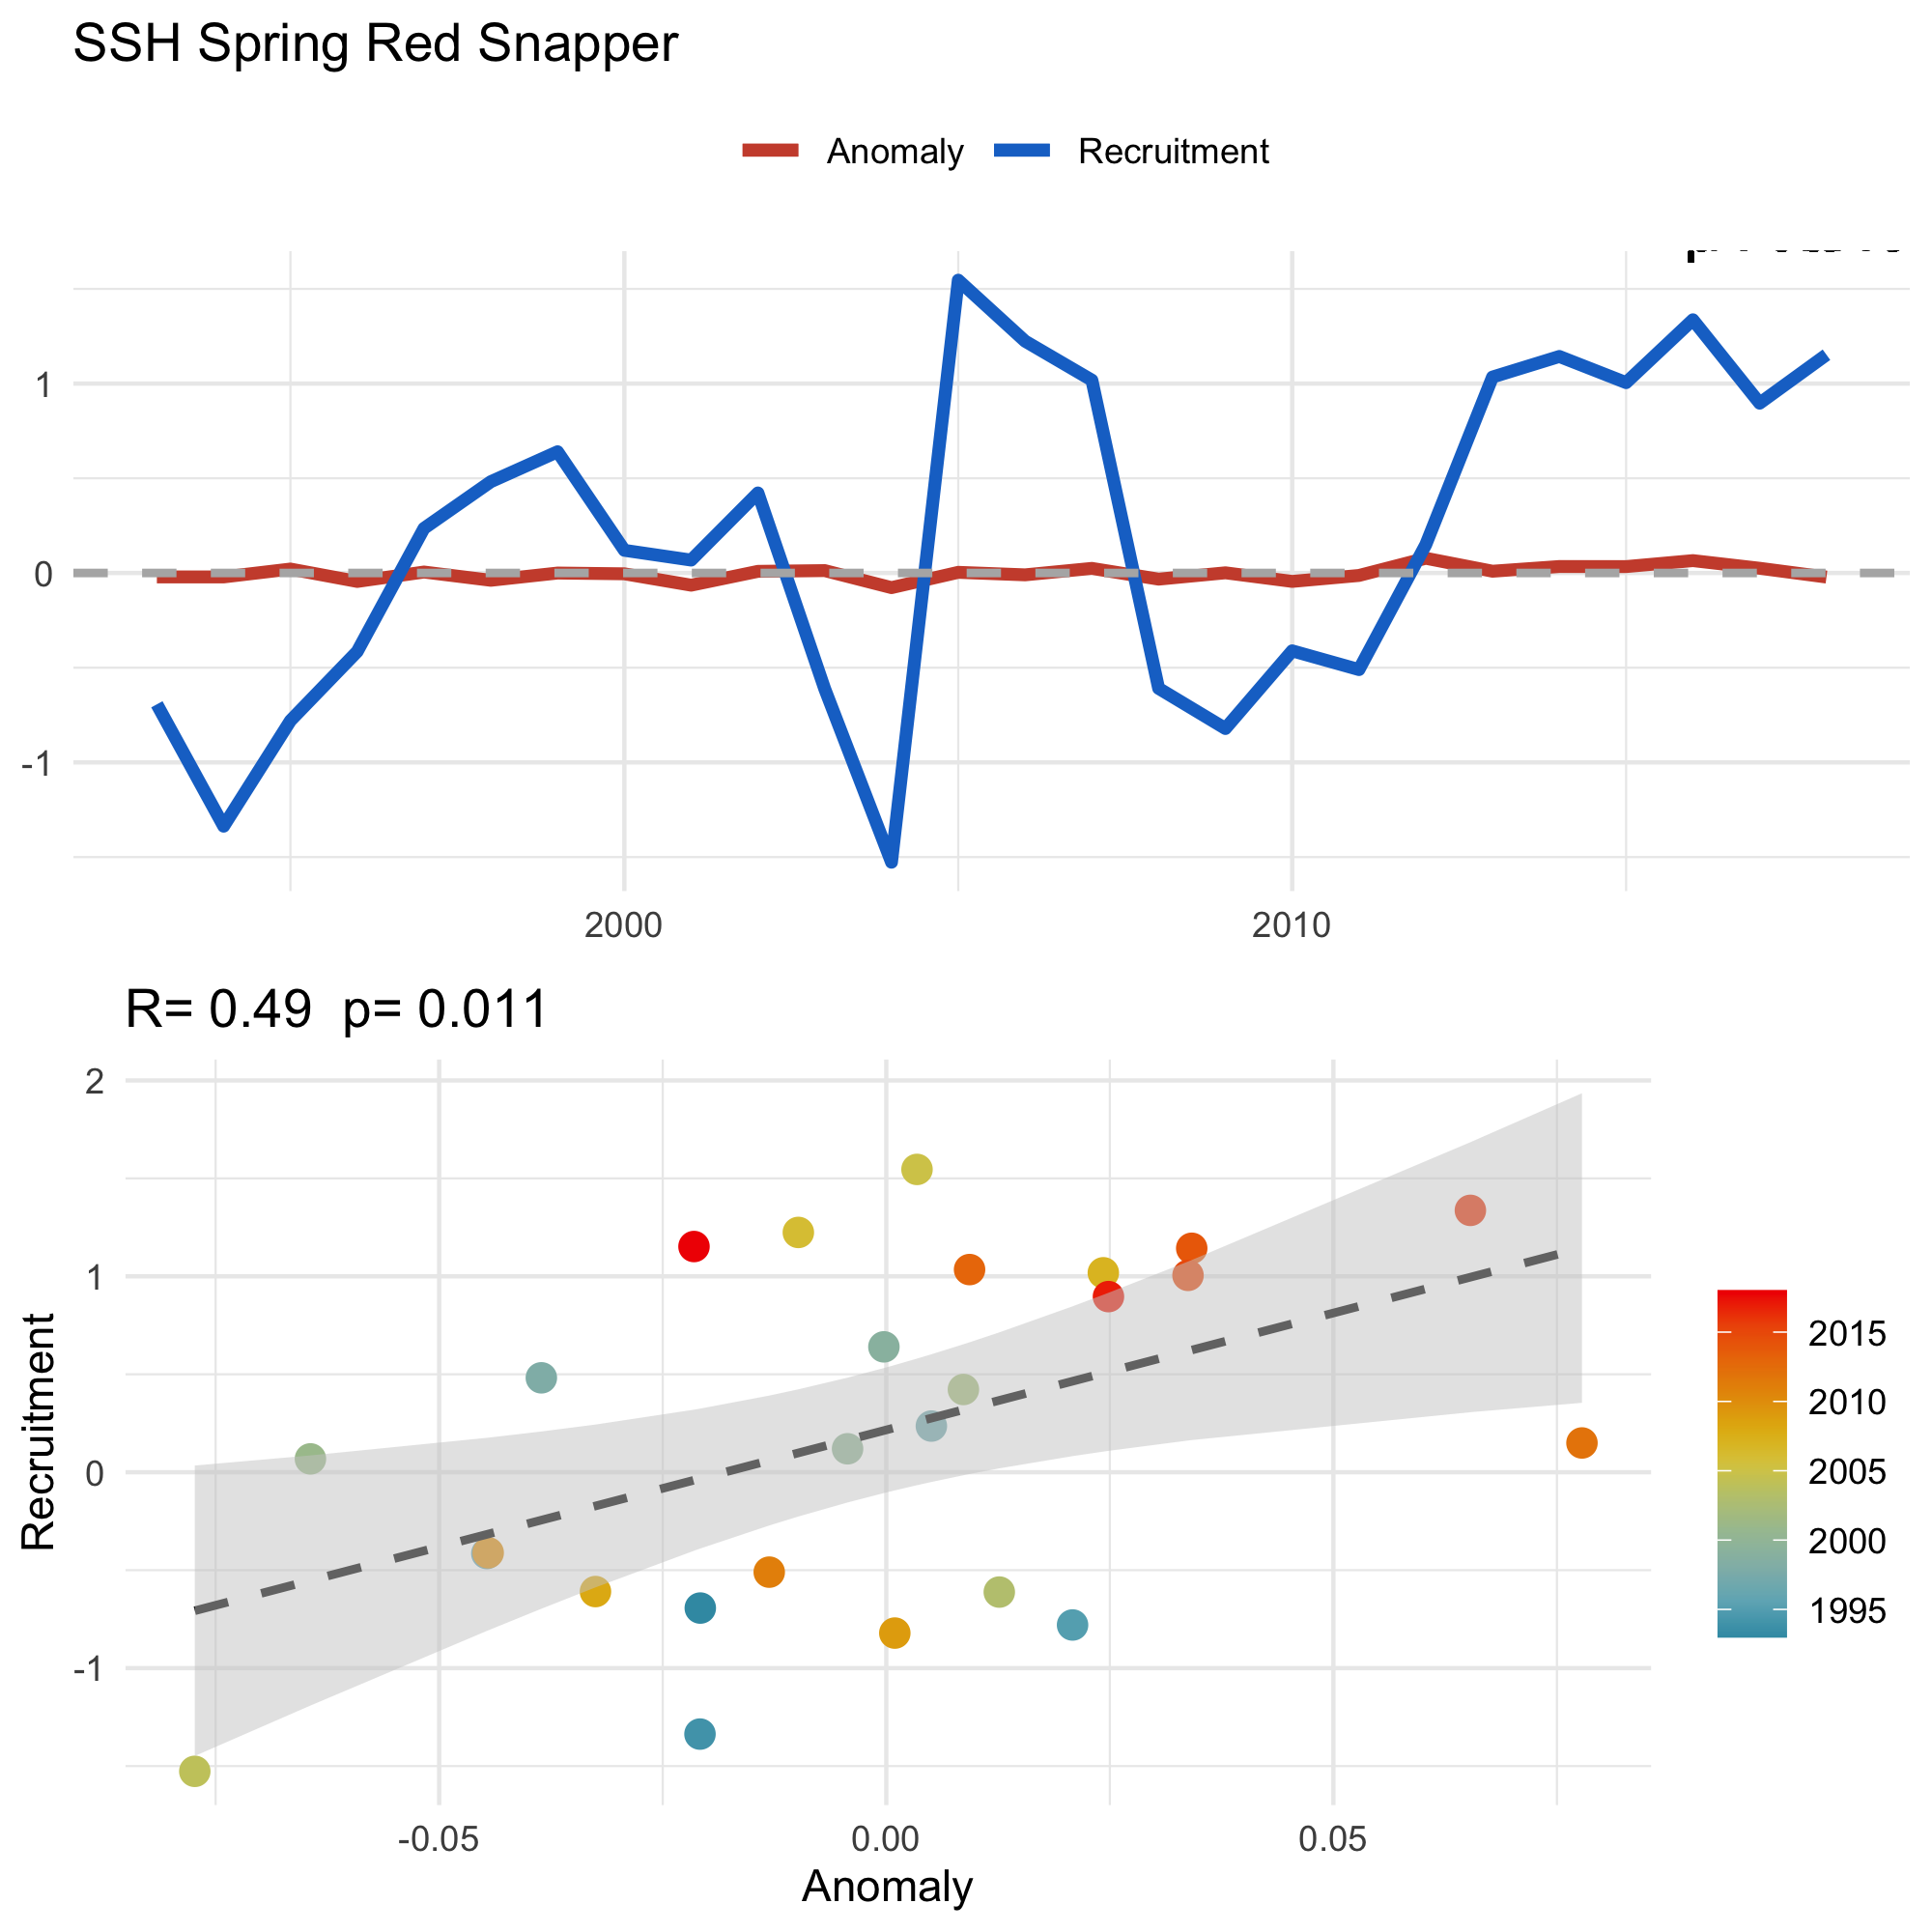 SSH Spring Red Snapper
Anomaly Recruitment
1
0
-1
2000 2010
R= 0.49 p= 0.011
2
1
0
-1
Recruitment
-0.05 0.00 0.05
Anomaly
2015
2010
2005
2000
1995